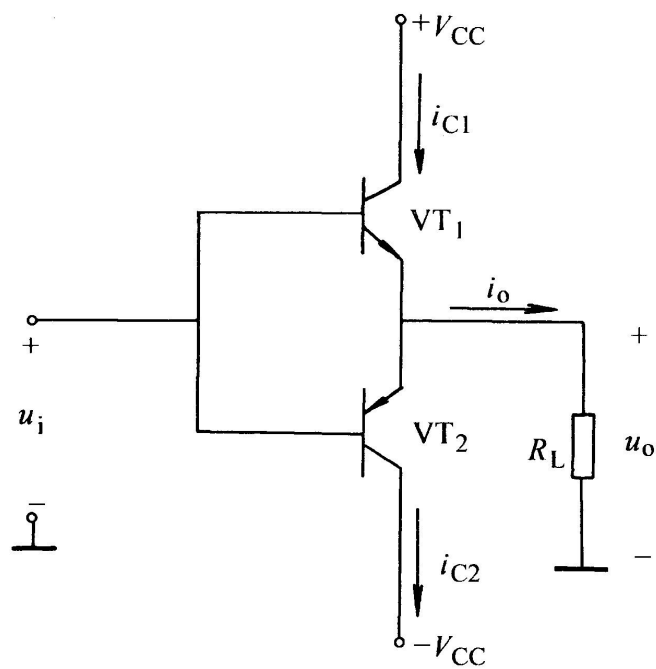 +V_CC
i_C1
VT_1
i_o
+
+
u_i
VT_2
R_L
u_o
−
i_C2
−
−V_CC